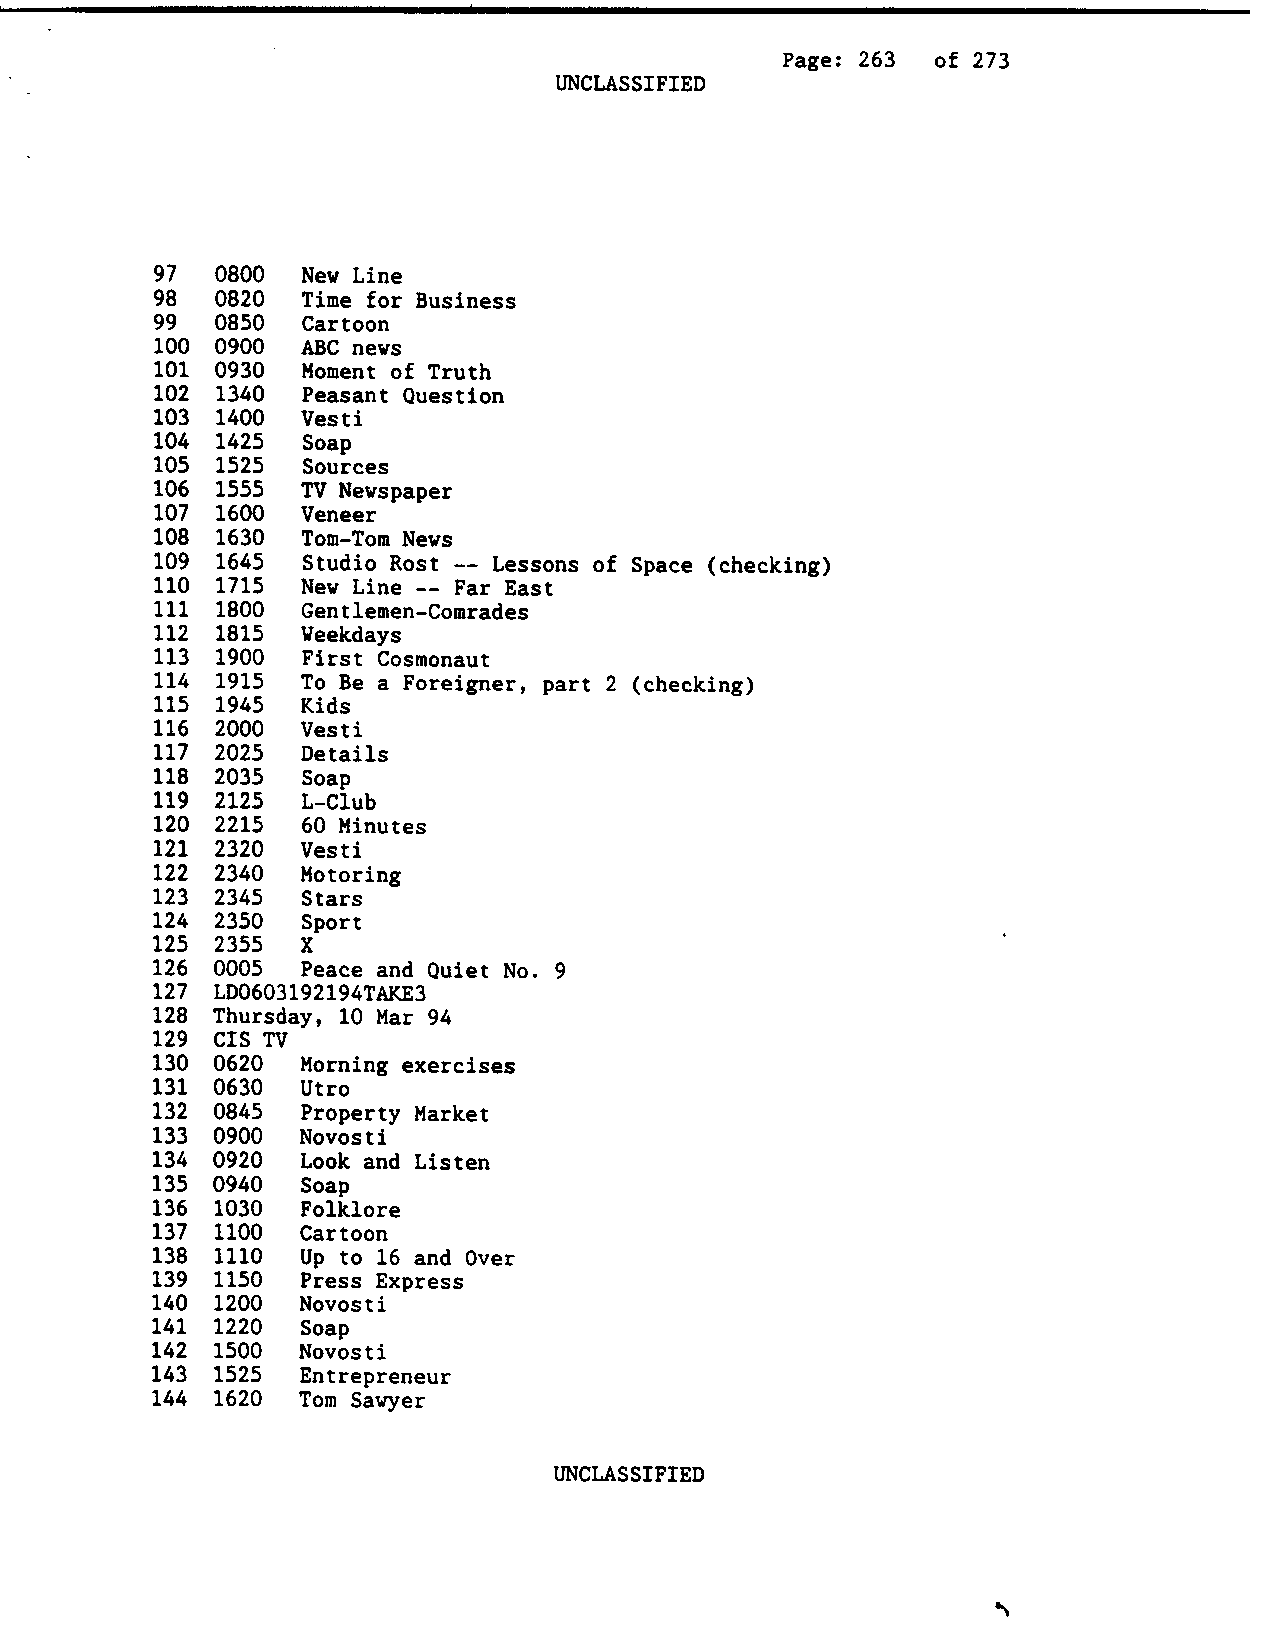 Page: 263 of 273
UNCLASSIFIED
97 0800 New Line
98 0820 Time for Business
99 0850 Cartoon
100 0900 ABC news
101 0930 Moment of Truth
102 1340 Peasant Question
103 1400 Vesti
104 1425 Soap
105 1525 Sources
106 1555 TV Newspaper
107 1600 Veneer
108 1630 Tom-Tom News
109 1645 Studio Rost -- Lessons of Space (checking)
110 1715 New Line -- Far East
111 1800 Gentlemen-Comrades
112 1815 Weekdays
113 1900 First Cosmonaut
114 1915 To Be a Foreigner, part 2 (checking)
115 1945 Kids
116 2000 Vesti
117 2025 Details
118 2035 Soap
119 2125 L-Club
120 2215 60 Minutes
121 2320 Vesti
122 2340 Motoring
123 2345 Stars
124 2350 Sport
125 2355 X
126 0005 Peace and Quiet No. 9
127 LD0603192194TAKE3
128 Thursday, 10 Mar 94
129 CIS TV
130 0620 Morning exercises
131 0630 Utro
132 0845 Property Market
133 0900 Novosti
134 0920 Look and Listen
135 0940 Soap
136 1030 Folklore
137 1100 Cartoon
138 1110 Up to 16 and Over
139 1150 Press Express
140 1200 Novosti
141 1220 Soap
142 1500 Novosti
143 1525 Entrepreneur
144 1620 Tom Sawyer
UNCLASSIFIED